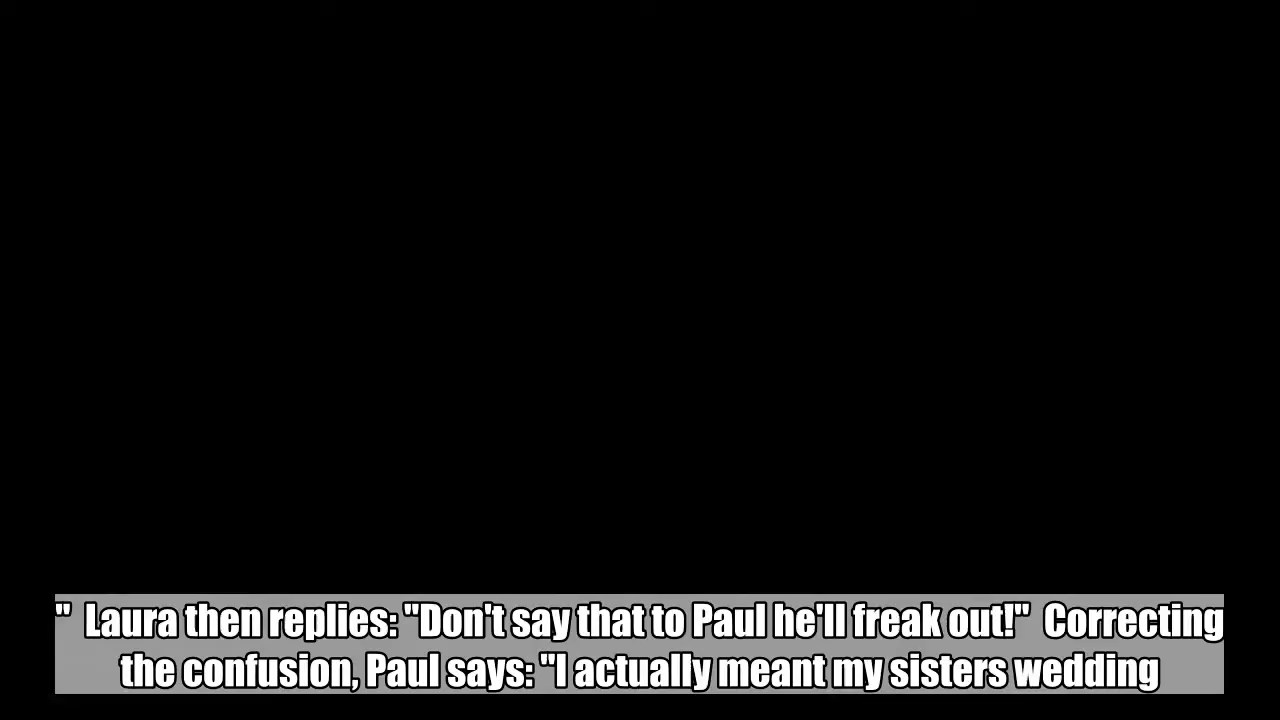 "  Laura then replies: "Don't say that to Paul he'll freak out!"  Correcting
the confusion, Paul says: "I actually meant my sisters wedding